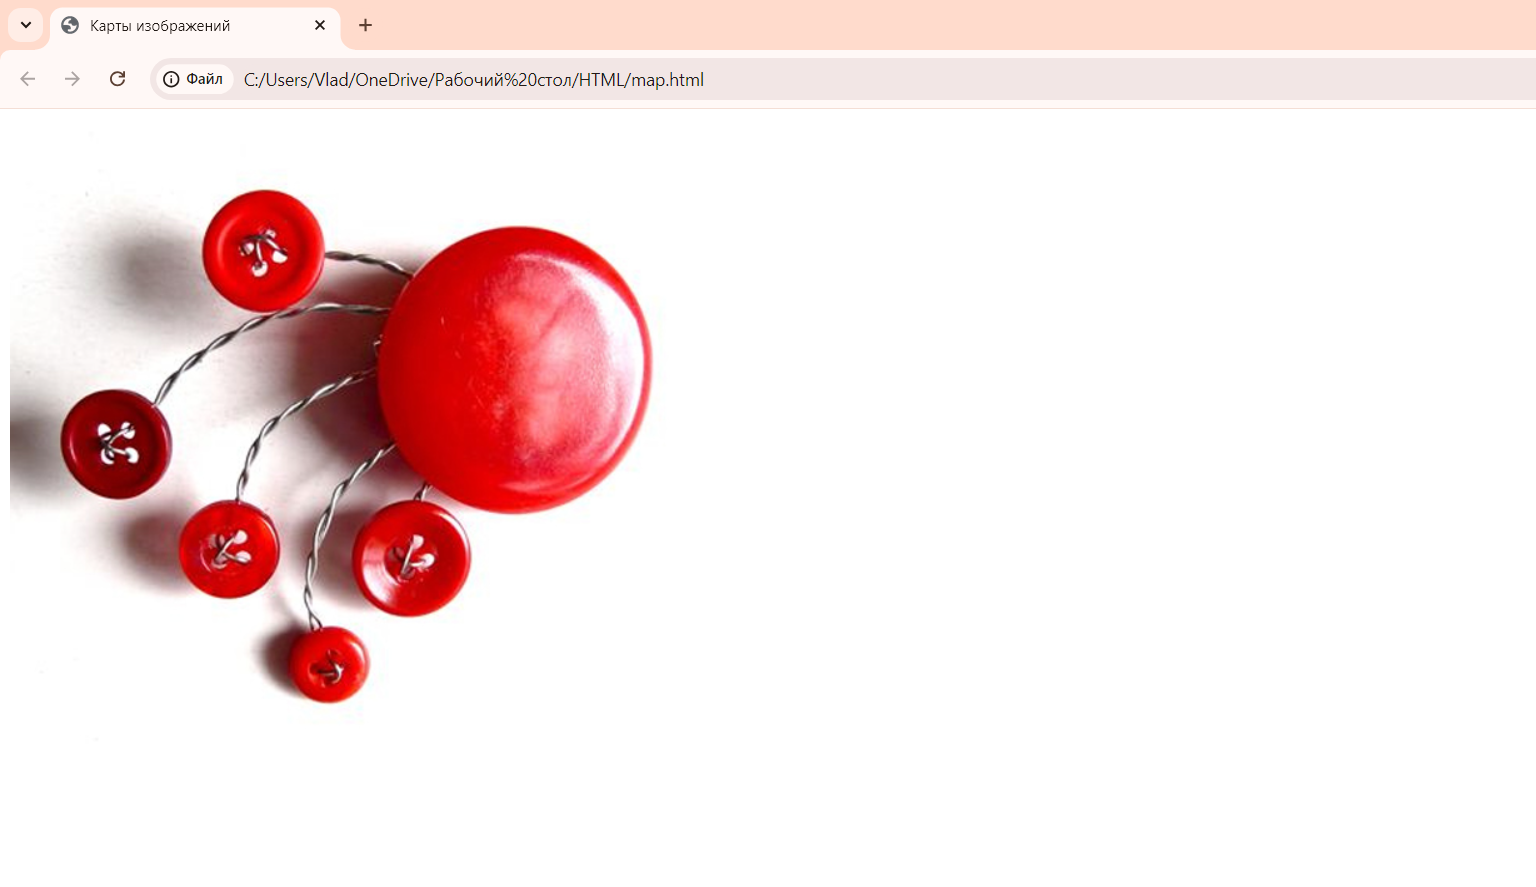 Карты изображений
Файл
C:/Users/Vlad/OneDrive/Рабочий%20стол/HTML/map.html